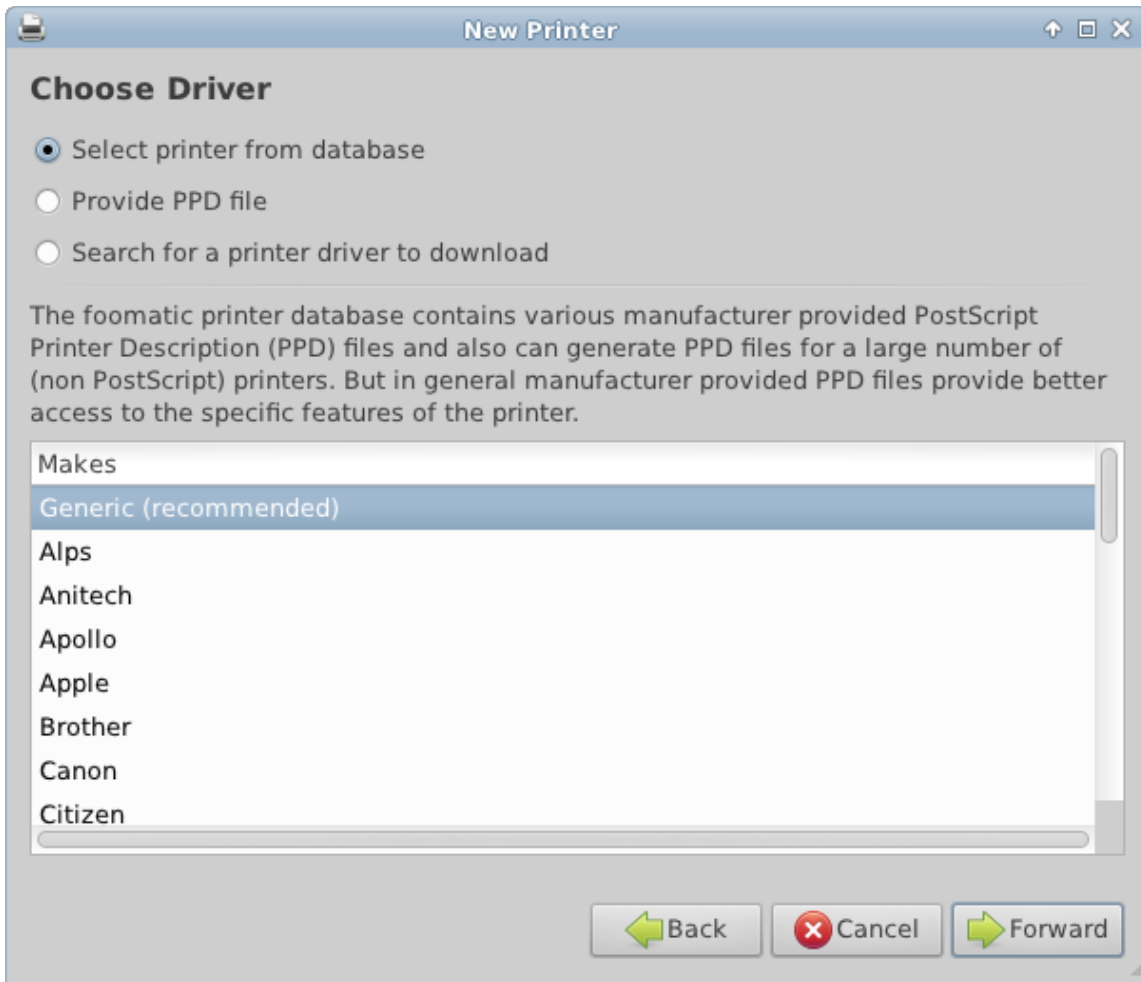 New Printer
Choose Driver
Select printer from database
Provide PPD file
Search for a printer driver to download
The foomatic printer database contains various manufacturer provided PostScript
Printer Description (PPD) files and also can generate PPD files for a large number of
(non PostScript) printers. But in general manufacturer provided PPD files provide better
access to the specific features of the printer.
Makes
Generic (recommended)
Alps
Anitech
Apollo
Apple
Brother
Canon
Citizen
Back Cancel Forward